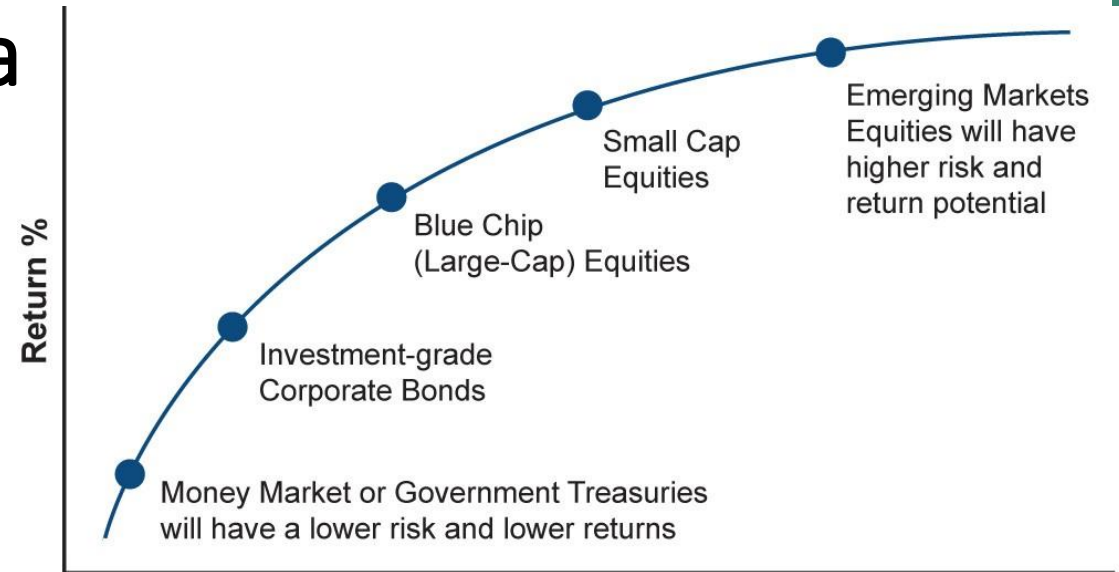 a
Emerging Markets
Equities will have
higher risk and
return potential
Small Cap
Equities
Blue Chip
(Large-Cap) Equities
Return %
Investment-grade
Corporate Bonds
Money Market or Government Treasuries
will have a lower risk and lower returns